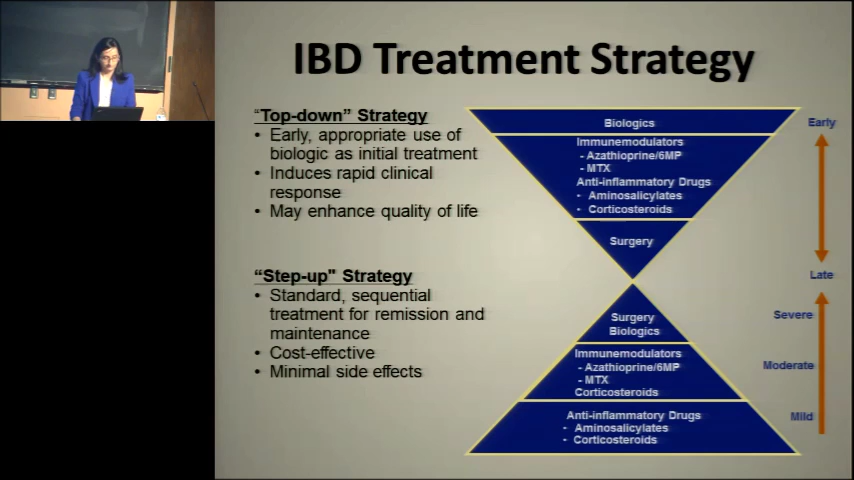 IBD Treatment Strategy
“Top-down” Strategy
• Early, appropriate use of
biologic as initial treatment
• Induces rapid clinical
response
• May enhance quality of life
“Step-up" Strategy
• Standard, sequential
treatment for remission and
maintenance
• Cost-effective
• Minimal side effects
Biologics
Immunemodulators
- Azathioprine/6MP
- MTX
Anti-inflammatory Drugs
- Aminosalicylates
- Corticosteroids
Surgery
Early
Late
Surgery
Biologics
Immunemodulators
- Azathioprine/6MP
- MTX
Corticosteroids
Anti-inflammatory Drugs
- Aminosalicylates
- Corticosteroids
Severe
Moderate
Mild